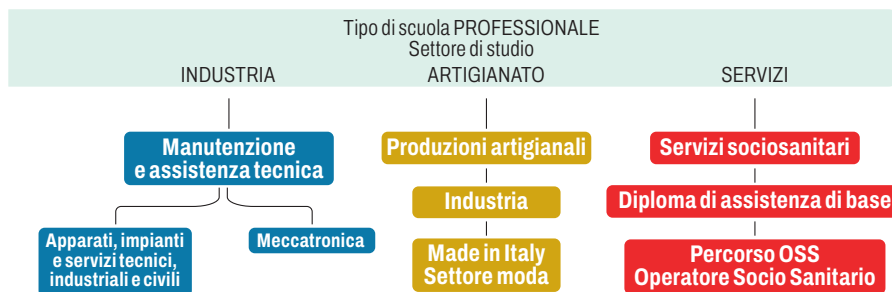 Tipo di scuola PROFESSIONALE
Settore di studio
INDUSTRIA
ARTIGIANATO
SERVIZI
Manutenzione
e assistenza tecnica
Produzioni artigianali
Servizi sociosanitari
Industria
Diploma di assistenza di base
Apparati, impianti
e servizi tecnici,
industriali e civili
Meccatronica
Made in Italy
Settore moda
Percorso OSS
Operatore Socio Sanitario